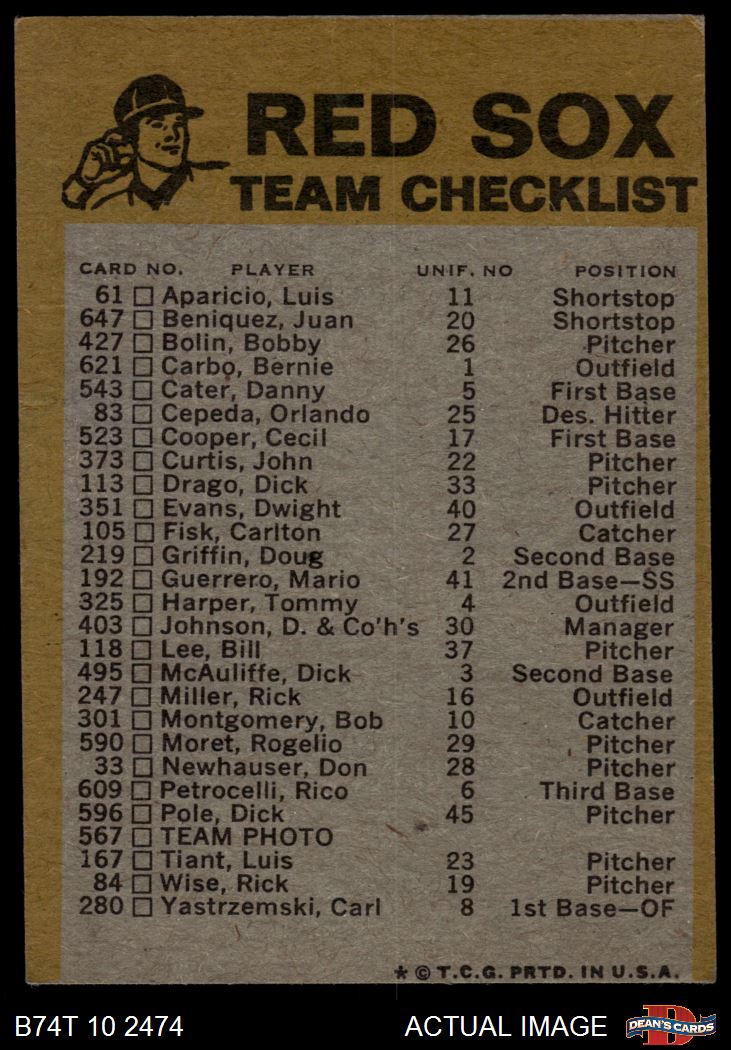 RED SOX
TEAM CHECKLIST
CARD NO. PLAYER UNIF. NO POSITION
61 Aparicio, Luis 11 Shortstop
647 Beniquez, Juan 20 Shortstop
427 Bolin, Bobby 26 Pitcher
621 Carbo, Bernie 1 Outfield
543 Cater, Danny 5 First Base
83 Cepeda, Orlando 25 Des. Hitter
523 Cooper, Cecil 17 First Base
373 Curtis, John 22 Pitcher
113 Drago, Dick 33 Pitcher
351 Evans, Dwight 40 Outfield
105 Fisk, Carlton 27 Catcher
219 Griffin, Doug 2 Second Base
192 Guerrero, Mario 41 2nd Base—SS
325 Harper, Tommy 4 Outfield
403 Johnson, D. & Co'h's 30 Manager
118 Lee, Bill 37 Pitcher
495 McAuliffe, Dick 3 Second Base
247 Miller, Rick 16 Outfield
301 Montgomery, Bob 10 Catcher
590 Moret, Rogelio 29 Pitcher
33 Newhauser, Don 28 Pitcher
609 Petrocelli, Rico 6 Third Base
596 Pole, Dick 45 Pitcher
567 TEAM PHOTO
167 Tiant, Luis 23 Pitcher
84 Wise, Rick 19 Pitcher
280 Yastrzemski, Carl 8 1st Base—OF
* © T.C.G. PRTD. IN U.S.A.
B74T 10 2474 ACTUAL IMAGE DEAN'S CARDS